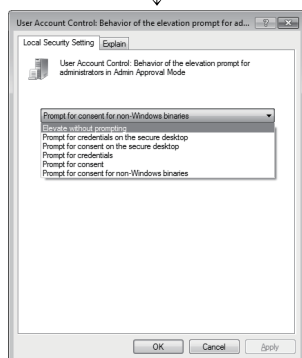 User Account Control: Behavior of the elevation prompt for ad...
Local Security Setting
Explain
User Account Control: Behavior of the elevation prompt for
administrators in Admin Approval Mode
Prompt for consent for non-Windows binaries
Elevate without prompting
Prompt for credentials on the secure desktop
Prompt for consent on the secure desktop
Prompt for credentials
Prompt for consent
Prompt for consent for non-Windows binaries
OK
Cancel
Apply